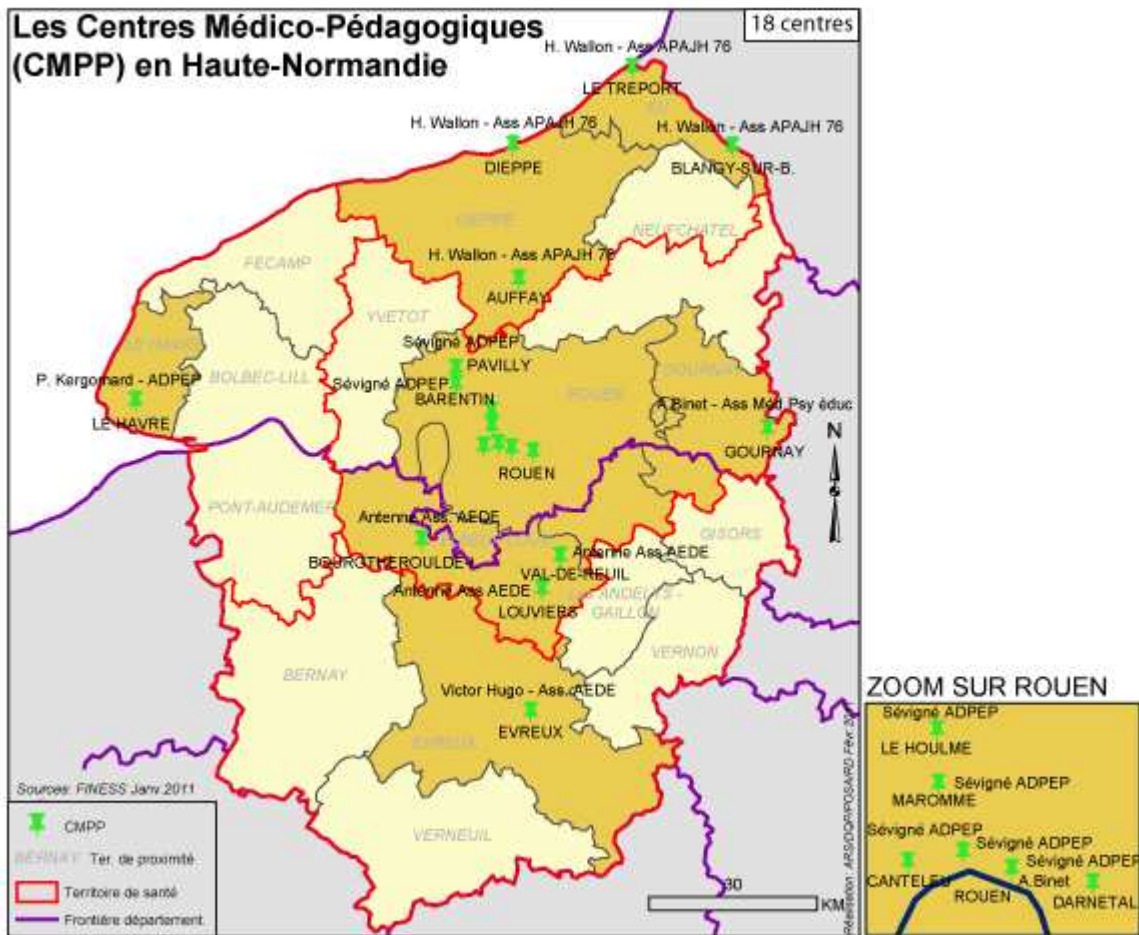 Les Centres Médico-Pédagogiques
(CMPP) en Haute-Normandie
18 centres
H. Wallon - Ass APAJH 76
LE TREPORT
EU
H. Wallon - Ass APAJH 76
DIEPPE
H. Wallon - Ass APAJH 76
BLANGY-SUR-B.
DIEPPE
NEUFCHATEL
H. Wallon - Ass APAJH 76
AUFFAY
FECAMP
YVETOT
Sévigné ADPEP
PAVILLY
P. Kergomard - ADPEP
LE HAVRE
BOLBEC-LILL
Sévigné ADPEP
BARENTIN
ROUEN
GOURNAY
A.Binet - Ass Méd Psy éduc
GOURNAY
N
ROUEN
PONT-AUDEMER
Antenne Ass. AEDE
BOURGTHEROULDE-I
GISORS
Antenne Ass AEDE
VAL-DE-REUIL
Antenne Ass AEDE
LOUVIERS
ANDELYS -
GAILLON
BERNAY
VERNON
Victor Hugo - Ass. AEDE
EVREUX
EVREUX
VERNEUIL
Sources: FINESS Janv 2011
CMPP
BERNAY Ter. de proximité
Territoire de santé
Frontière département
30
KM
ZOOM SUR ROUEN
Sévigné ADPEP
LE HOULME
Sévigné ADPEP
MAROMME
Sévigné ADPEP
CANTELEU
Sévigné ADPEP
ROUEN
Sévigné ADPEP
A.Binet
DARNETAL